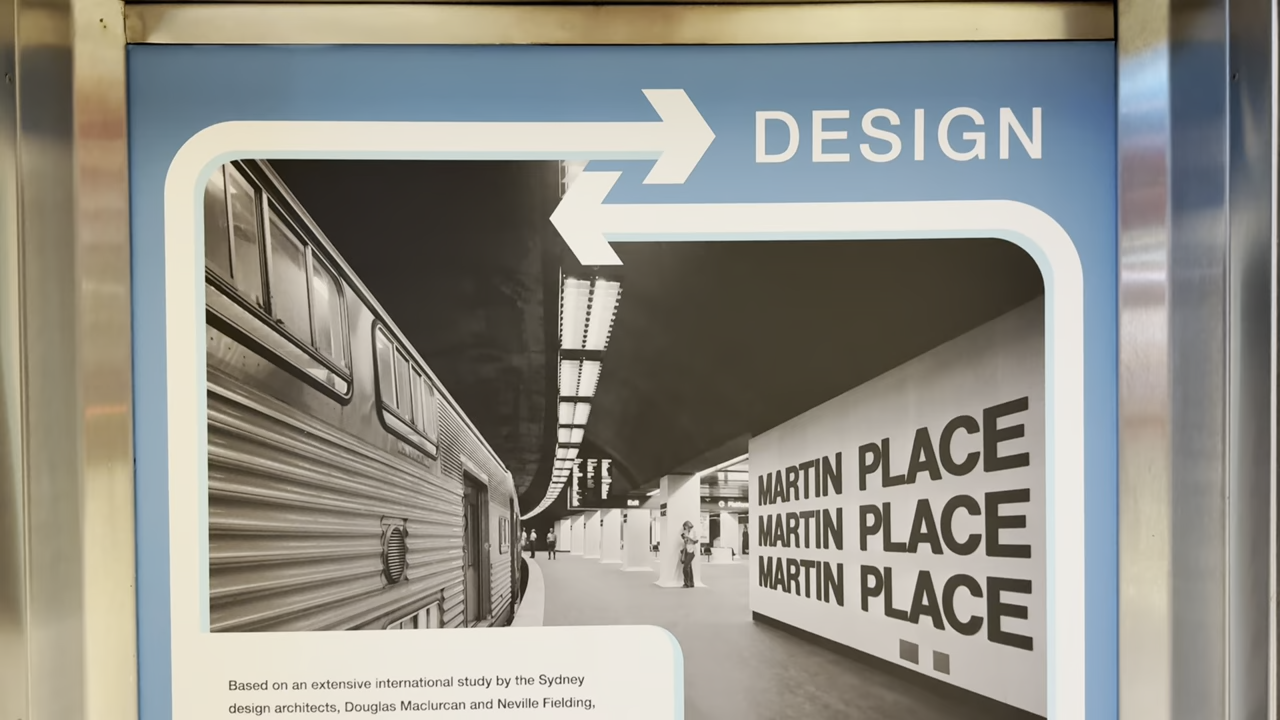 DESIGN
MARTIN PLACE
MARTIN PLACE
MARTIN PLACE
Based on an extensive international study by the Sydney
design architects, Douglas Maclurcan and Neville Fielding,